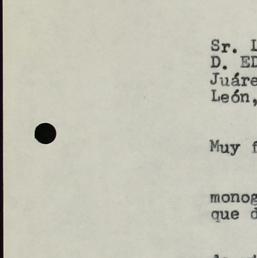 Sr. L
D. ED
Juáre
León,
Muy f
monog
que d